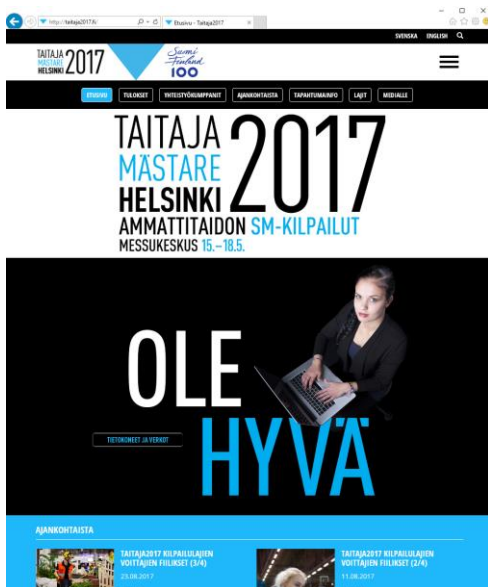 http://taitaja2017.fi/
Etusivu - Taitaja2017
SVENSKA ENGLISH
TAITAJA
MÄSTARE
HELSINKI
2017
Suomi
Finland
100
ETUSIVU TULOKSET YHTEISTYÖKUMPPANIT AJANKOHTAISTA TAPAHTUMAINFO LAJIT MEDIALLE
TAITAJA
MÄSTARE
HELSINKI
2017
AMMATTITAIDON SM-KILPAILUT
MESSUKESKUS 15.–18.5.
OLE
HYVÄ
TIETOKONEET JA VERKOT
AJANKOHTAISTA
TAITAJA2017 KILPAILULAJIEN
VOITTAJIEN FIILIKSET (3/4)
23.08.2017
TAITAJA2017 KILPAILULAJIEN
VOITTAJIEN FIILIKSET (2/4)
11.08.2017